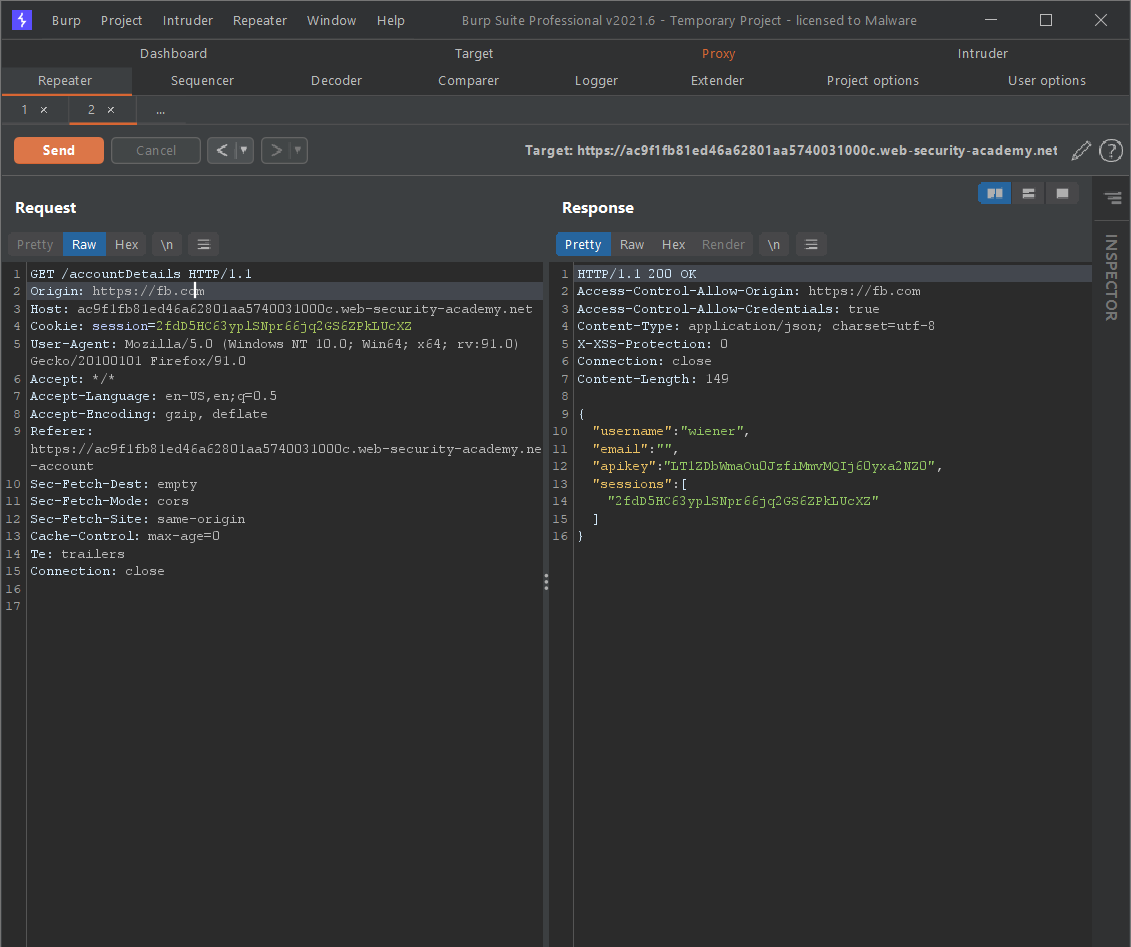 Burp Project Intruder Repeater Window Help Burp Suite Professional v2021.6 - Temporary Project - licensed to Malware
Dashboard Target Proxy Intruder
Repeater Sequencer Decoder Comparer Logger Extender Project options User options
1 × 2 × ...
Send Cancel < > Target: https://ac9f1fb81ed46a62801aa5740031000c.web-security-academy.net ?
Request
Pretty Raw Hex \n
1 GET /accountDetails HTTP/1.1
2 Origin: https://fb.com
3 Host: ac9f1fb81ed46a62801aa5740031000c.web-security-academy.net
4 Cookie: session=2fdD5HC63yplSNpr66jq2GS6ZPkLUcXZ
5 User-Agent: Mozilla/5.0 (Windows NT 10.0; Win64; x64; rv:91.0)
Gecko/20100101 Firefox/91.0
6 Accept: */*
7 Accept-Language: en-US,en;q=0.5
8 Accept-Encoding: gzip, deflate
9 Referer:
https://ac9f1fb81ed46a62801aa5740031000c.web-security-academy.ne
-account
10 Sec-Fetch-Dest: empty
11 Sec-Fetch-Mode: cors
12 Sec-Fetch-Site: same-origin
13 Cache-Control: max-age=0
14 Te: trailers
15 Connection: close
16
17
Response
Pretty Raw Hex Render \n
1 HTTP/1.1 200 OK
2 Access-Control-Allow-Origin: https://fb.com
3 Access-Control-Allow-Credentials: true
4 Content-Type: application/json; charset=utf-8
5 X-XSS-Protection: 0
6 Connection: close
7 Content-Length: 149
8
9 {
10 "username":"wiener",
11 "email":"",
12 "apikey":"LT1ZDbWmaOu0JzfiMmvMQIj60yxa2NZ0",
13 "sessions":[
14 "2fdD5HC63yplSNpr66jq2GS6ZPkLUcXZ"
15 ]
16 }
INSPECTOR